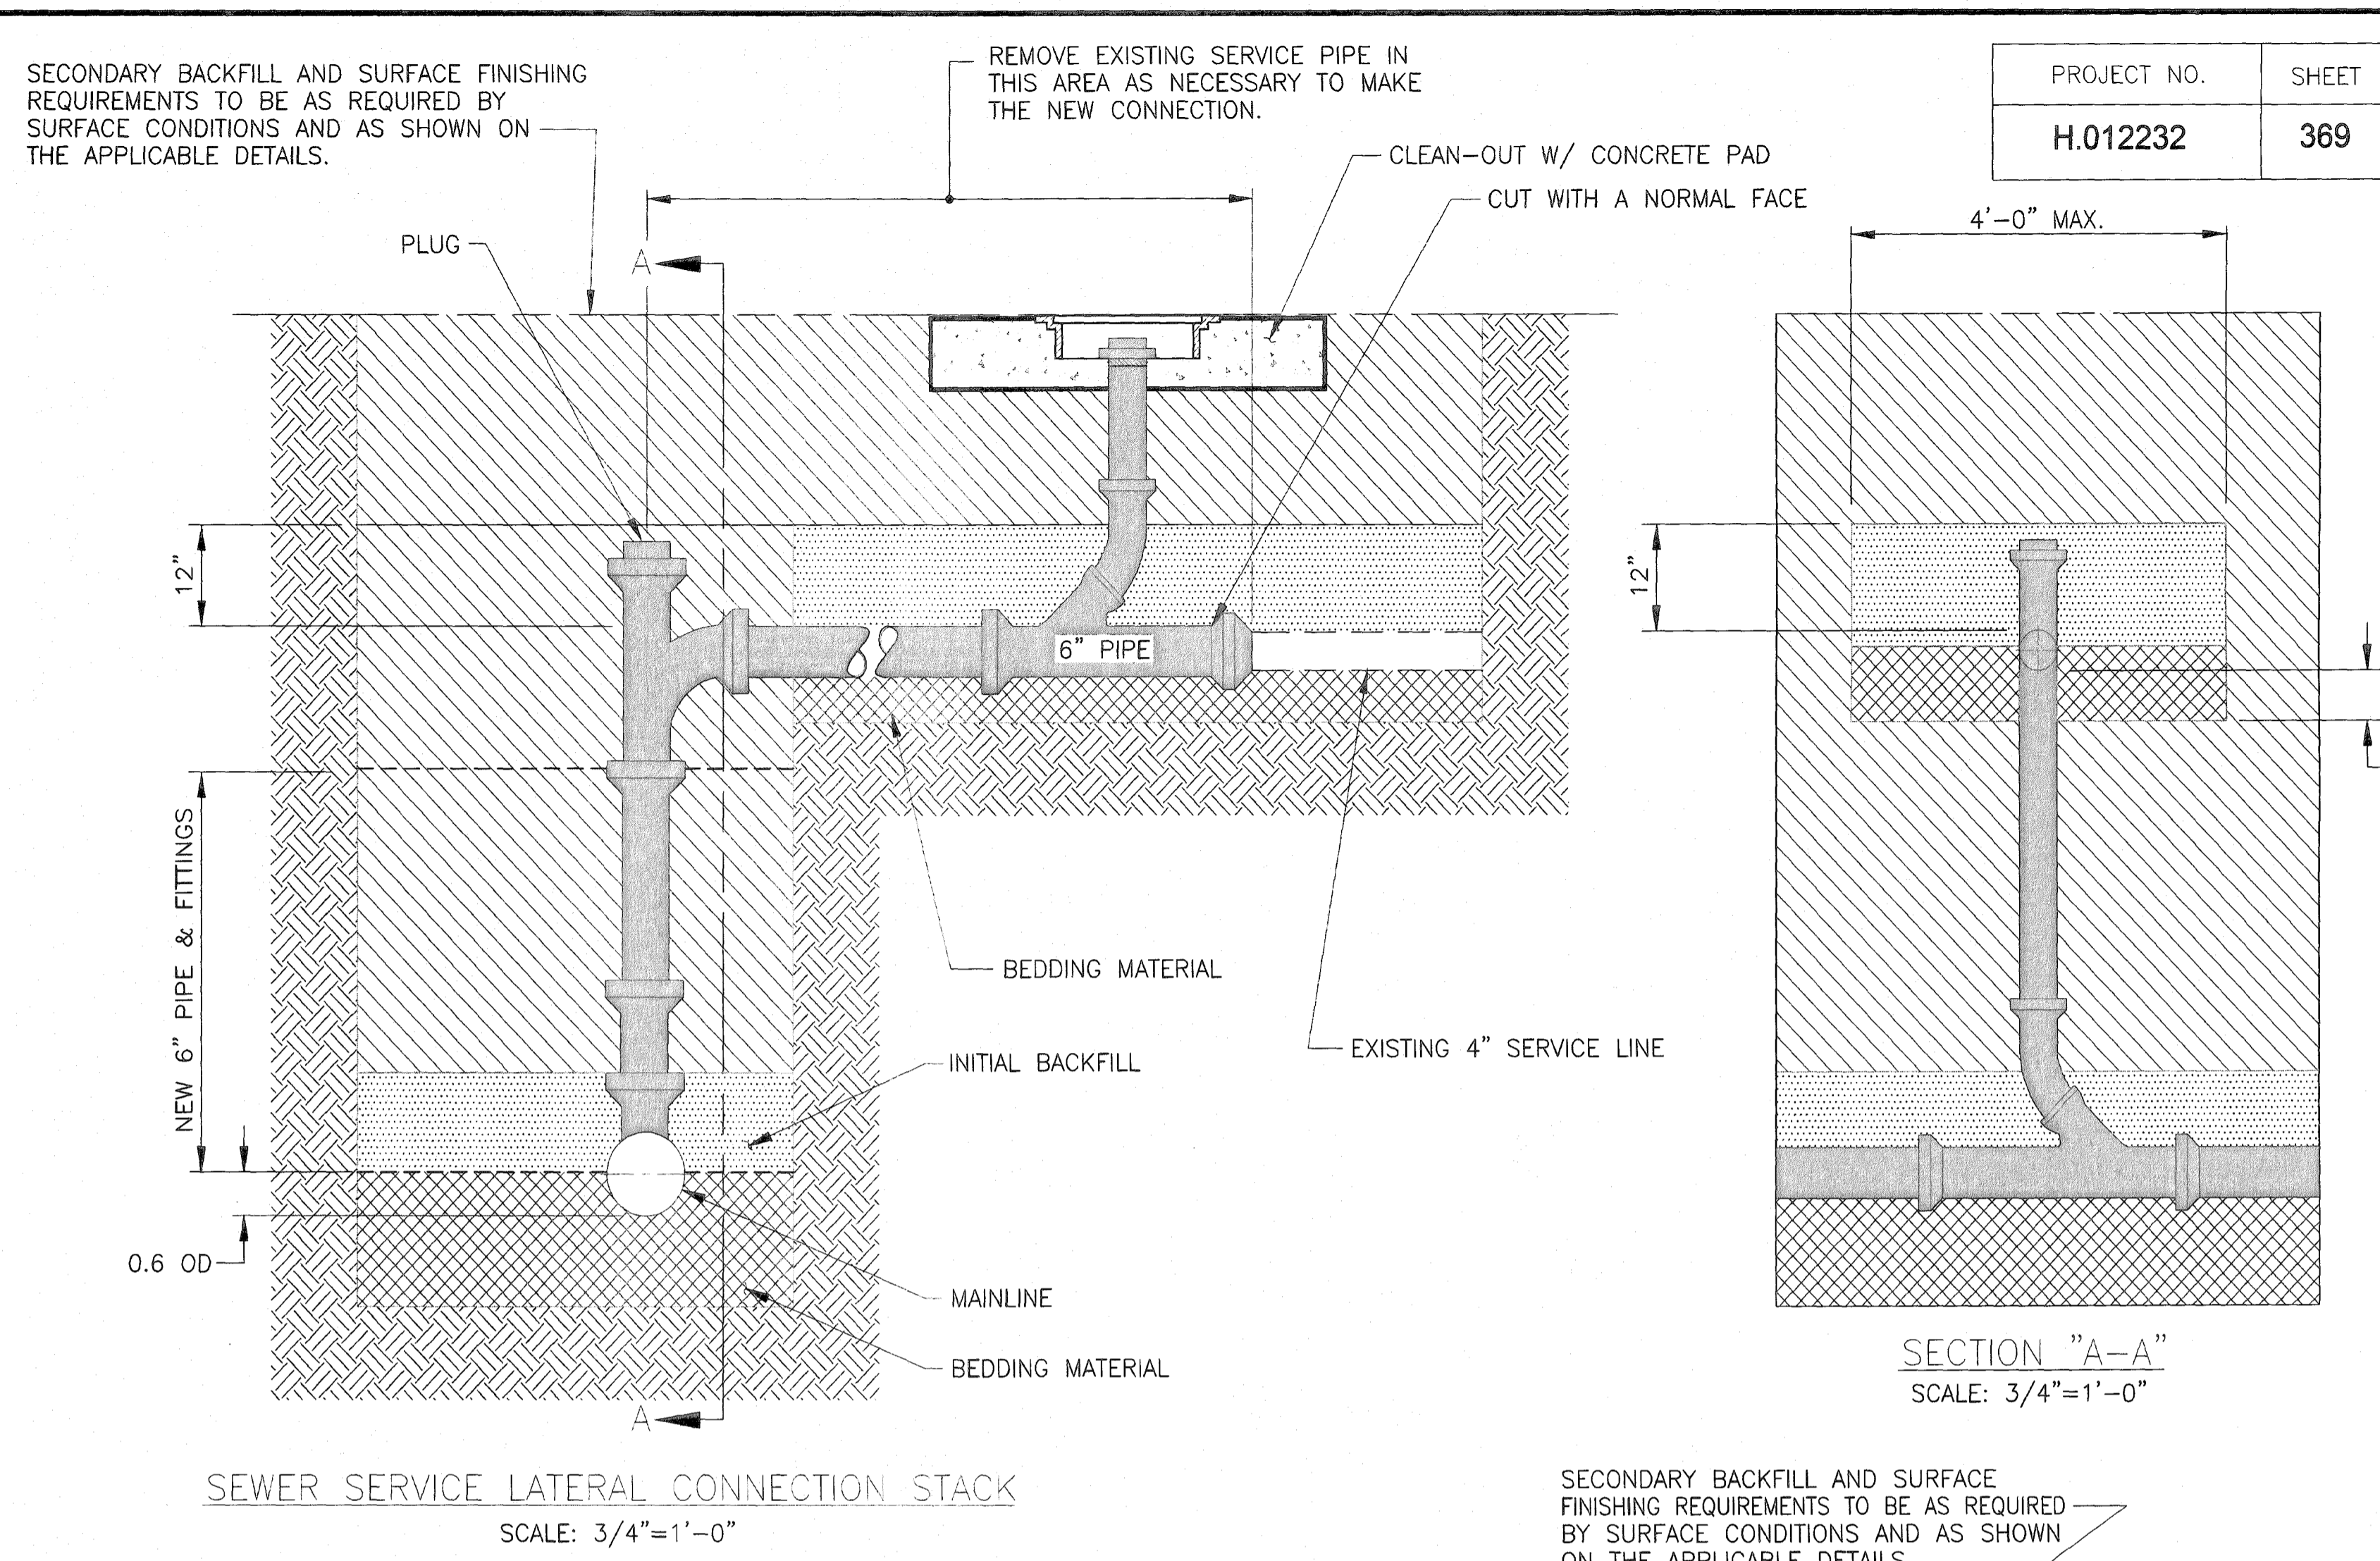 SECONDARY BACKFILL AND SURFACE FINISHING
REQUIREMENTS TO BE AS REQUIRED BY
SURFACE CONDITIONS AND AS SHOWN ON
THE APPLICABLE DETAILS.
REMOVE EXISTING SERVICE PIPE IN
THIS AREA AS NECESSARY TO MAKE
THE NEW CONNECTION.
PROJECT NO.
SHEET
H.012232
369
CLEAN-OUT W/ CONCRETE PAD
CUT WITH A NORMAL FACE
PLUG
A
4'-0" MAX.
12"
12"
6" PIPE
NEW 6" PIPE & FITTINGS
BEDDING MATERIAL
EXISTING 4" SERVICE LINE
INITIAL BACKFILL
0.6 OD
MAINLINE
BEDDING MATERIAL
A
SECTION "A-A"
SCALE: 3/4"=1'-0"
SEWER SERVICE LATERAL CONNECTION STACK
SCALE: 3/4"=1'-0"
SECONDARY BACKFILL AND SURFACE
FINISHING REQUIREMENTS TO BE AS REQUIRED
BY SURFACE CONDITIONS AND AS SHOWN
ON THE APPLICABLE DETAILS